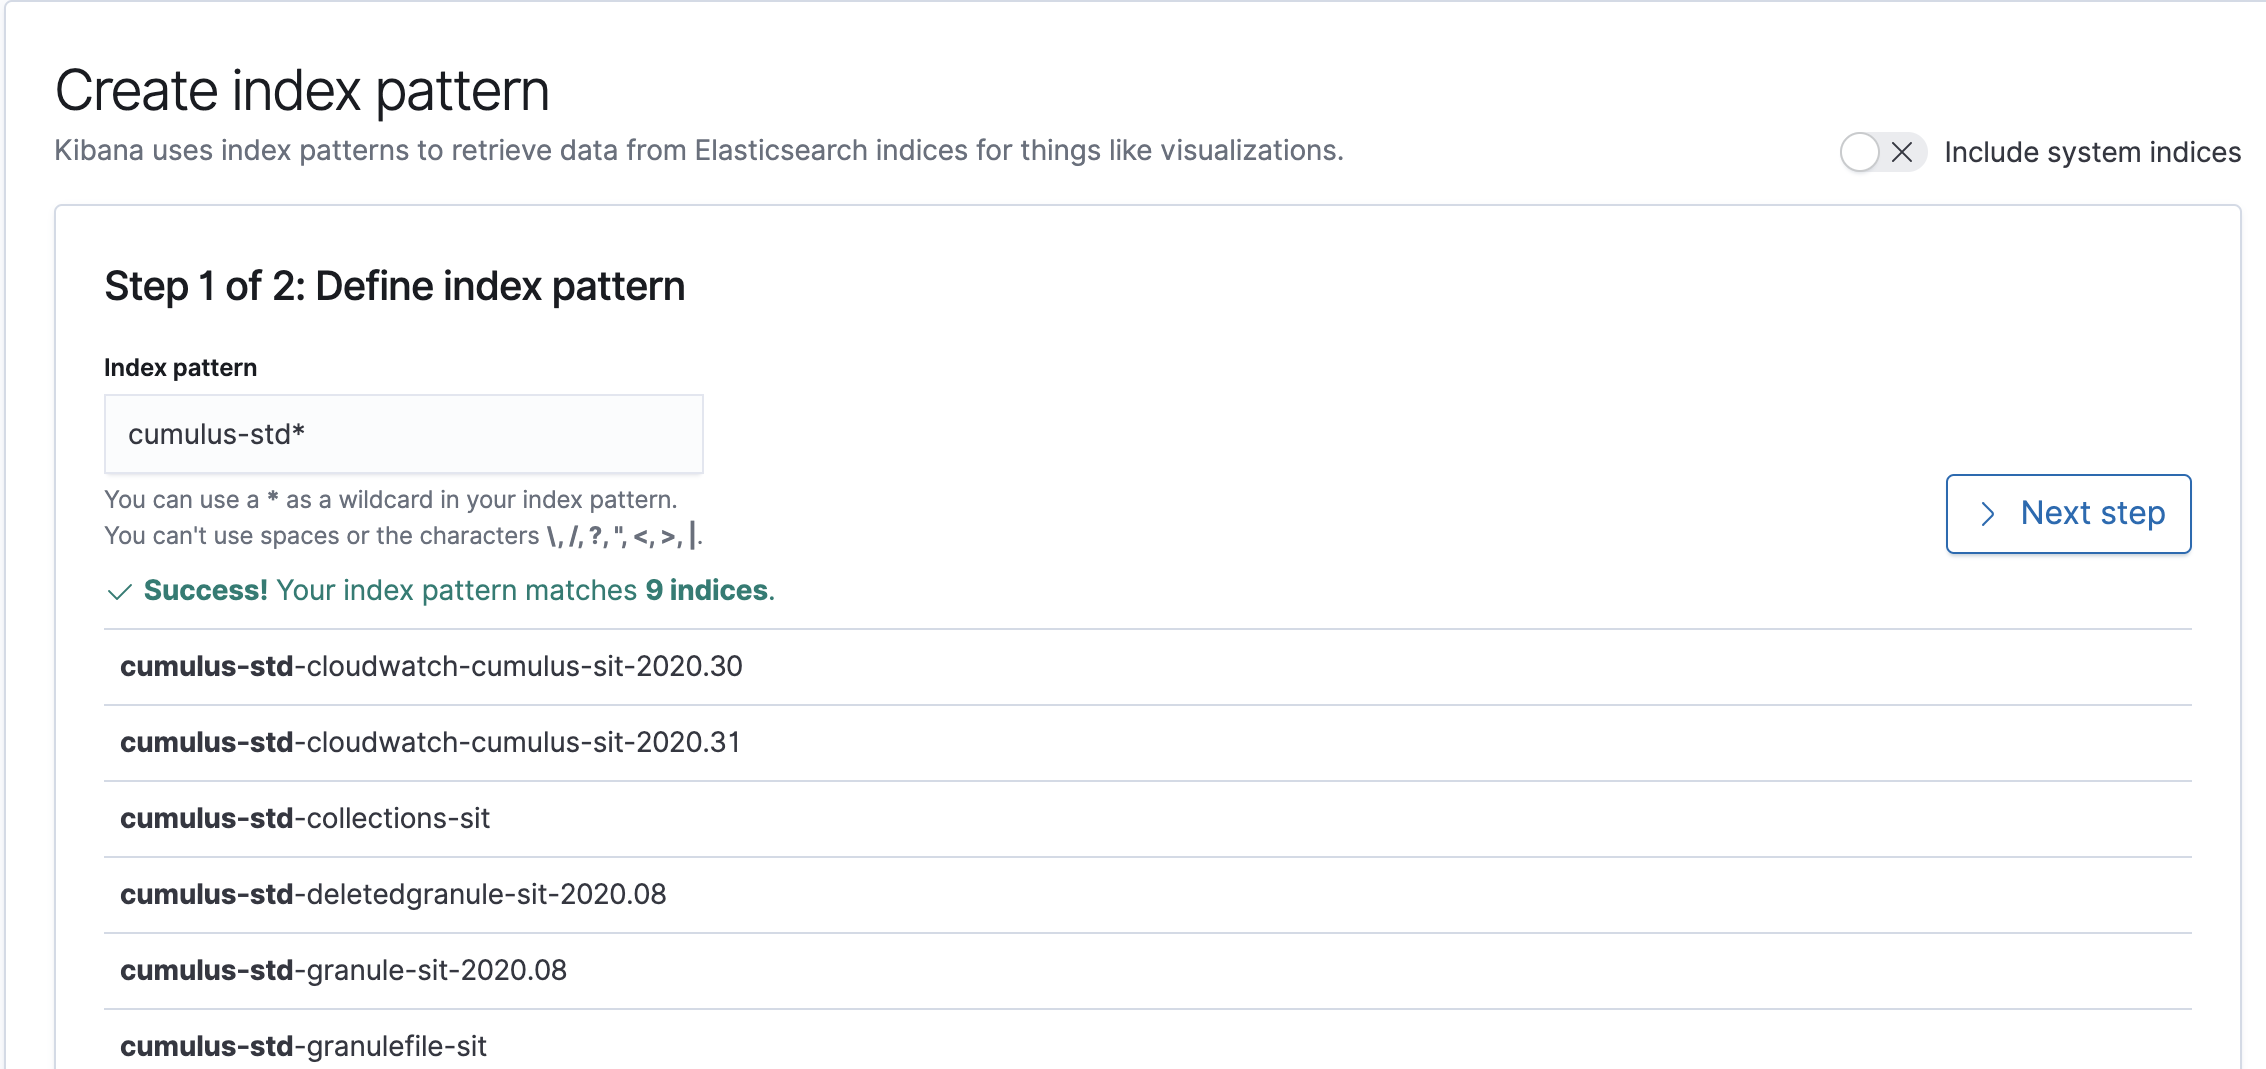 Create index pattern
Kibana uses index patterns to retrieve data from Elasticsearch indices for things like visualizations.
Include system indices
Step 1 of 2: Define index pattern
Index pattern
cumulus-std*
You can use a * as a wildcard in your index pattern.
You can't use spaces or the characters \, /, ?, ", <, >, |.
Next step
Success! Your index pattern matches 9 indices.
cumulus-std-cloudwatch-cumulus-sit-2020.30
cumulus-std-cloudwatch-cumulus-sit-2020.31
cumulus-std-collections-sit
cumulus-std-deletedgranule-sit-2020.08
cumulus-std-granule-sit-2020.08
cumulus-std-granulefile-sit